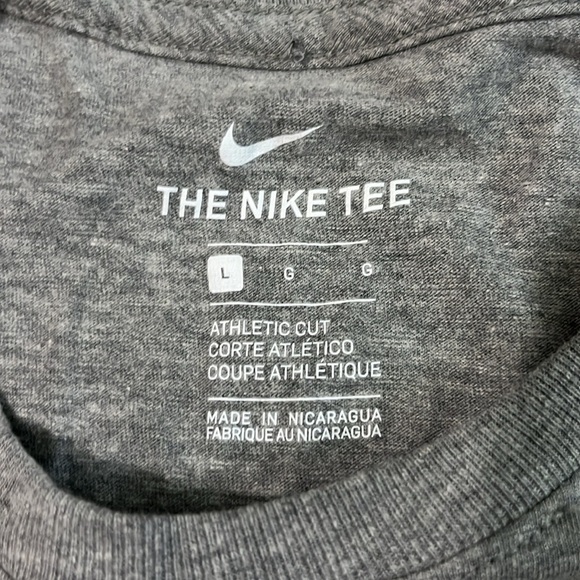 THE NIKE TEE
L G G
ATHLETIC CUT
CORTE ATLÉTICO
COUPE ATHLÉTIQUE
MADE IN NICARAGUA
FABRIQUE AU NICARAGUA